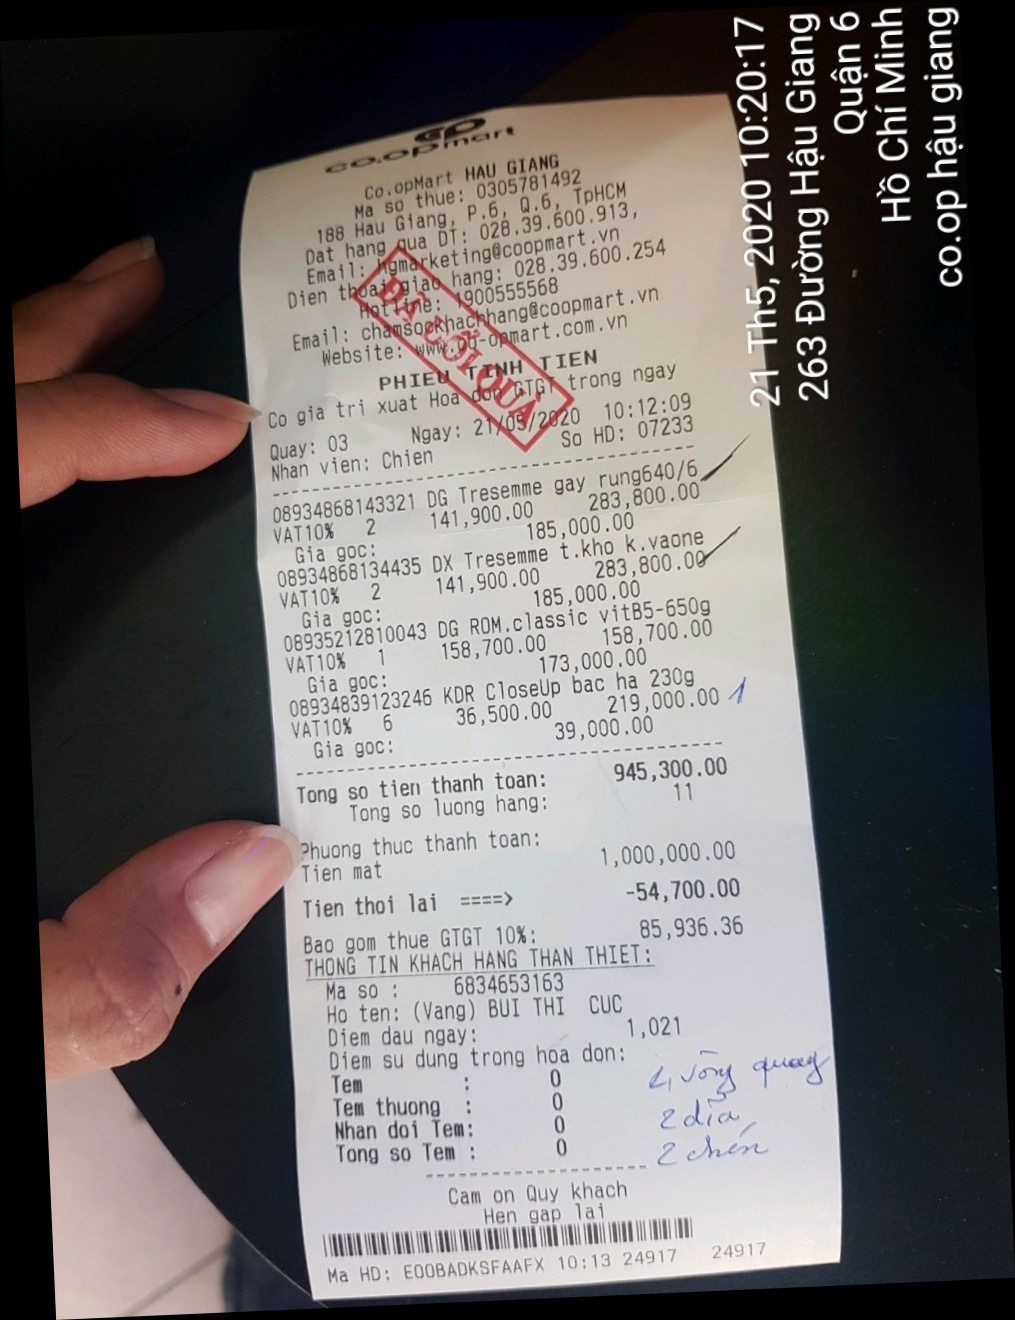 co.opmart
Co.opMart HAU GIANG
Ma so thue: 0305781492
188 Hau Giang, P.6, Q.6, TpHCM
Dat hang qua DT: 028.39.600.913,
Email: hgmarketing@coopmart.vn
Dien thoai giao hang: 028.39.600.254
Hotline: 1900555568
Email: chamsockhachhang@coopmart.vn
Website: www.co-opmart.com.vn
ĐÃ ĐỔI QUÀ
PHIEU TINH TIEN
Co gia tri xuat Hoa don GTGT trong ngay
Quay: 03 Ngay: 21/05/2020 10:12:09
Nhan vien: Chien So HD: 07233
08934868143321 DG Tresemme gay rung640/6
VAT10% 2 141,900.00 283,800.00
Gia goc: 185,000.00
08934868134435 DX Tresemme t.kho k.vaone
VAT10% 2 141,900.00 283,800.00
Gia goc: 185,000.00
08935212810043 DG ROM.classic vitB5-650g
VAT10% 1 158,700.00 158,700.00
Gia goc: 173,000.00
08934839123246 KDR CloseUp bac ha 230g
VAT10% 6 36,500.00 219,000.00 1
Gia goc: 39,000.00
Tong so tien thanh toan: 945,300.00
Tong so luong hang: 11
Phuong thuc thanh toan:
Tien mat 1,000,000.00
Tien thoi lai ====> -54,700.00
Bao gom thue GTGT 10%: 85,936.36
THONG TIN KHACH HANG THAN THIET:
Ma so : 6834653163
Ho ten: (Vang) BUI THI CUC
Diem dau ngay: 1,021
Diem su dung trong hoa don:
Tem : 0
Tem thuong : 0
Nhan doi Tem: 0
Tong so Tem : 0
vòng quay
2 dĩa
2 chén
Cam on Quy khach
Hen gap lai
Ma HD: E00BADKSFAAFX 10:13 24917 24917
21 Th5, 2020 10:20:17
263 Đường Hậu Giang
Quận 6
Hồ Chí Minh
co.op hậu giang